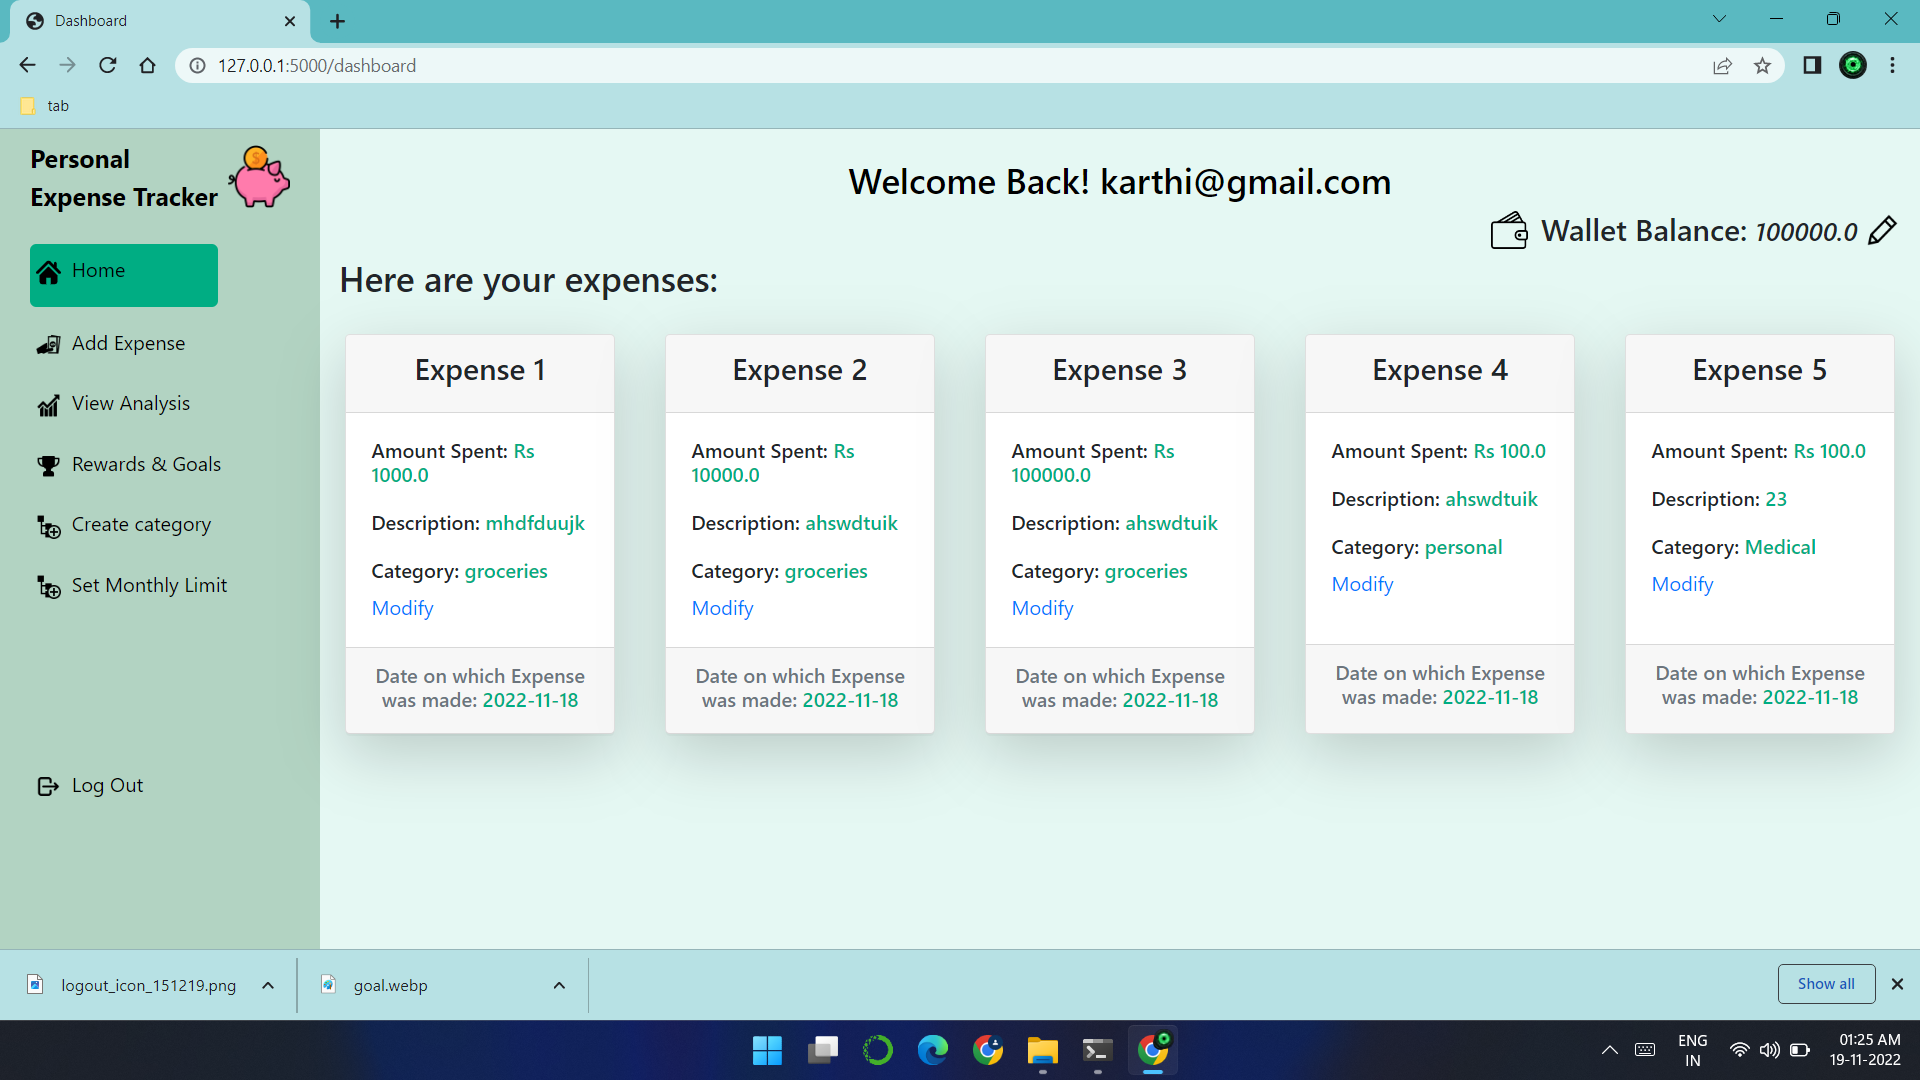 Dashboard
127.0.0.1:5000/dashboard
tab
Personal
Expense Tracker
Home
Add Expense
View Analysis
Rewards & Goals
Create category
Set Monthly Limit
Log Out
Welcome Back! karthi@gmail.com
Wallet Balance: 100000.0
Here are your expenses:
Expense 1
Amount Spent: Rs
1000.0
Description: mhdfduujk
Category: groceries
Modify
Date on which Expense
was made: 2022-11-18
Expense 2
Amount Spent: Rs
10000.0
Description: ahswdtuik
Category: groceries
Modify
Date on which Expense
was made: 2022-11-18
Expense 3
Amount Spent: Rs
100000.0
Description: ahswdtuik
Category: groceries
Modify
Date on which Expense
was made: 2022-11-18
Expense 4
Amount Spent: Rs 100.0
Description: ahswdtuik
Category: personal
Modify
Date on which Expense
was made: 2022-11-18
Expense 5
Amount Spent: Rs 100.0
Description: 23
Category: Medical
Modify
Date on which Expense
was made: 2022-11-18
logout_icon_151219.png
goal.webp
Show all
ENG
IN
01:25 AM
19-11-2022